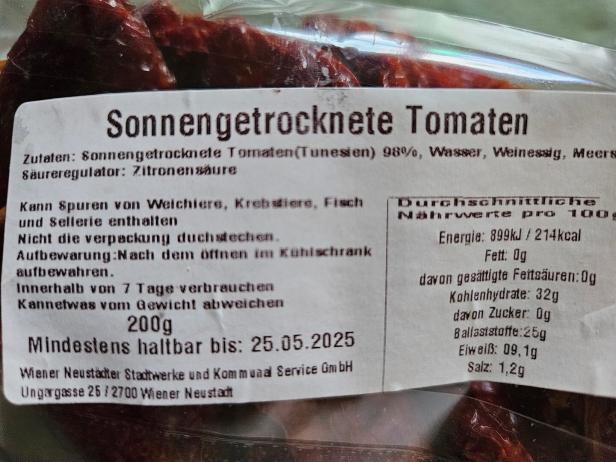 Sonnengetrocknete Tomaten
Zutaten: Sonnengetrocknete Tomaten(Tunesien) 98%, Wasser, Weinessig, Meers
Säureregulator: Zitronensäure
Kann Spuren von Weichiere, Krebstiere, Fisch
und Sellerie enthalten
Nicht die verpackung duchstechen.
Aufbewarung:Nach dem öffnen im Kühlschrank
aufbewahren.
Innerhalb von 7 Tage verbrauchen
Kannetwas vom Gewicht abweichen
200g
Mindestens haltbar bis: 25.05.2025
Wiener Neustädter Stadtwerke und Kommunal Service GmbH
Ungargasse 25 / 2700 Wiener Neustadt
Durchschnittliche
Nährwerte pro 100g
Energie: 899kJ / 214kcal
Fett: 0g
davon gesättigte Fettsäuren:0g
Kohlenhydrate: 32g
davon Zucker: 0g
Ballaststoffe:25g
Eiweiß: 09,1g
Salz: 1,2g